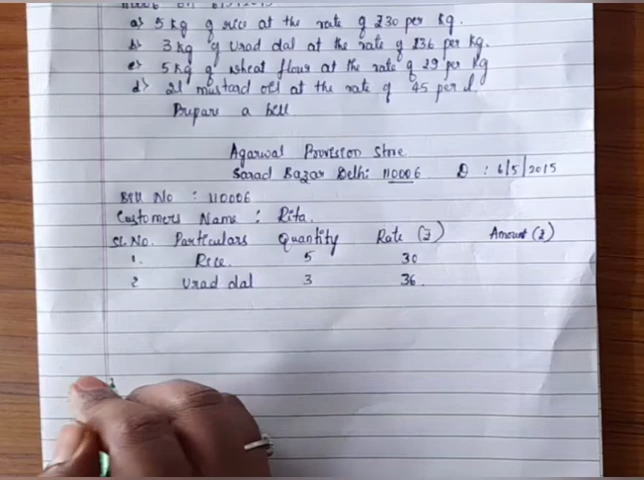 a) 5 kg of rice at the rate of ₹30 per kg.
b) 3 kg of Urad dal at the rate of ₹36 per kg.
c) 5 kg of wheat flour at the rate of 29 per kg
d) 2l mustard oil at the rate of 45 per l.
Prepare a bill
Agarwal Provision Store
Sarad Bazar Delhi 110006 D : 6/5/2015
Bill No : 110006
Customers Name : Rita.
SL. No. Particulars Quantity Rate (₹) Amount (₹)
1. Rice. 5 30
2 Urad dal 3 36.